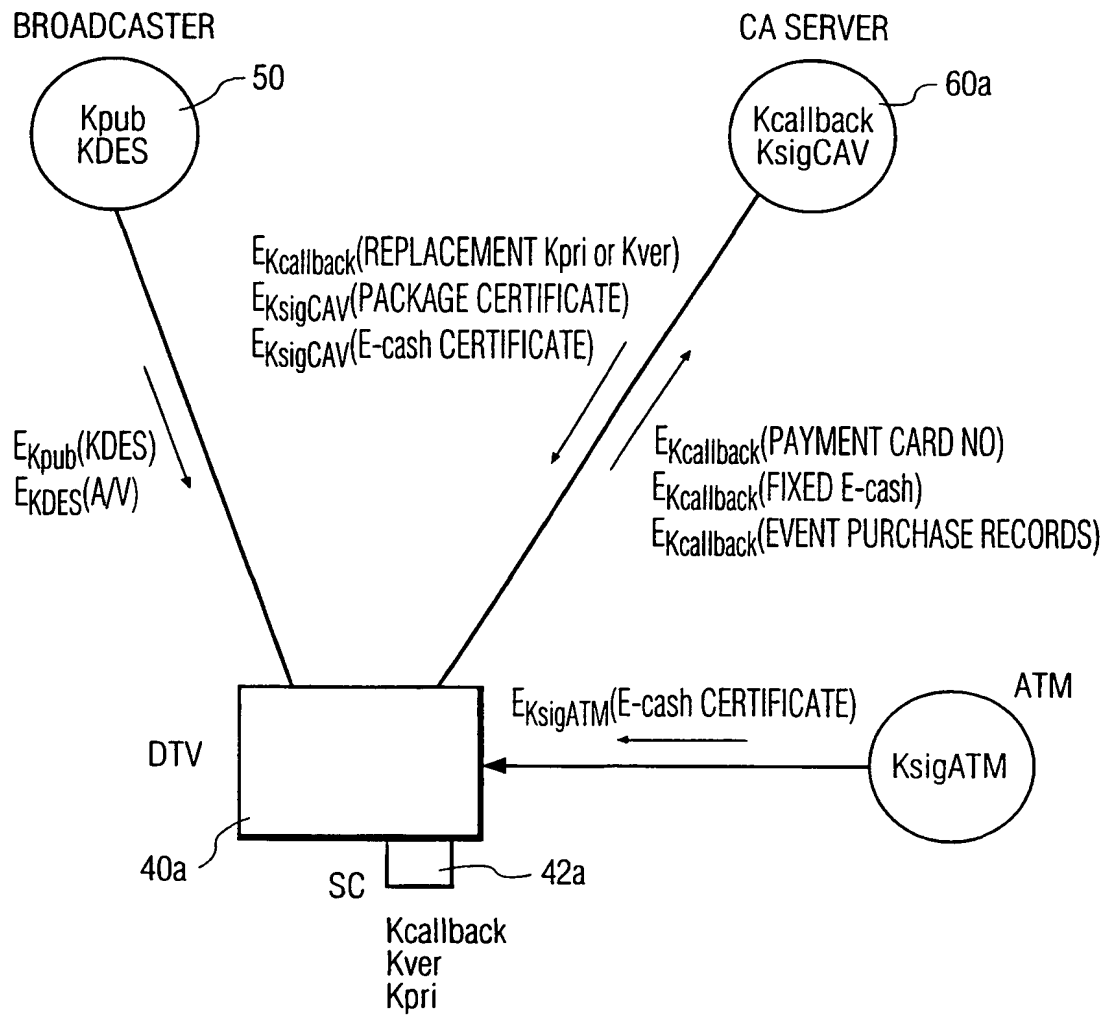 BROADCASTER
50
Kpub
KDES
CA SERVER
60a
Kcallback
KsigCAV
EKcallback(REPLACEMENT Kpri or Kver)
EKsigCAV(PACKAGE CERTIFICATE)
EKsigCAV(E-cash CERTIFICATE)
EKpub(KDES)
EKDES(A/V)
EKcallback(PAYMENT CARD NO)
EKcallback(FIXED E-cash)
EKcallback(EVENT PURCHASE RECORDS)
DTV
40a
SC
42a
Kcallback
Kver
Kpri
EKsigATM(E-cash CERTIFICATE)
ATM
KsigATM